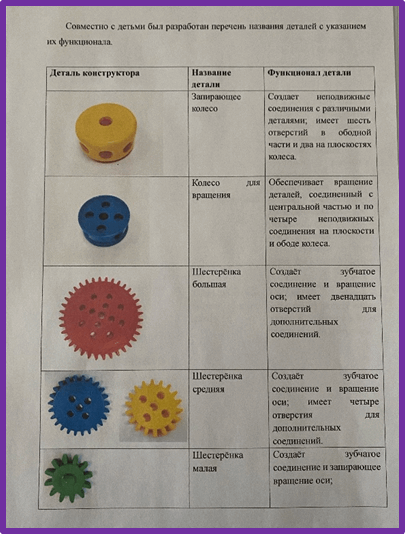 Совместно с детьми был разработан перечень названия деталей с указанием
их функционала.
Деталь конструктора
Название
детали
Функционал детали
Запирающее
колесо
Создает неподвижные
соединения с различными
деталями; имеет шесть
отверстий в ободной
части и два на плоскостях
колеса.
Колесо для
вращения
Обеспечивает вращение
деталей, соединенный с
центральной частью и по
четыре неподвижных
соединения на плоскости
и ободе колеса.
Шестерёнка
большая
Создаёт зубчатое
соединение и вращение
оси; имеет двенадцать
отверстий для
дополнительных
соединений.
Шестерёнка
средняя
Создаёт зубчатое
соединение и вращение
оси; имеет четыре
отверстия для
дополнительных
соединений.
Шестерёнка
малая
Создаёт зубчатое
соединение и запирающее
вращение оси;